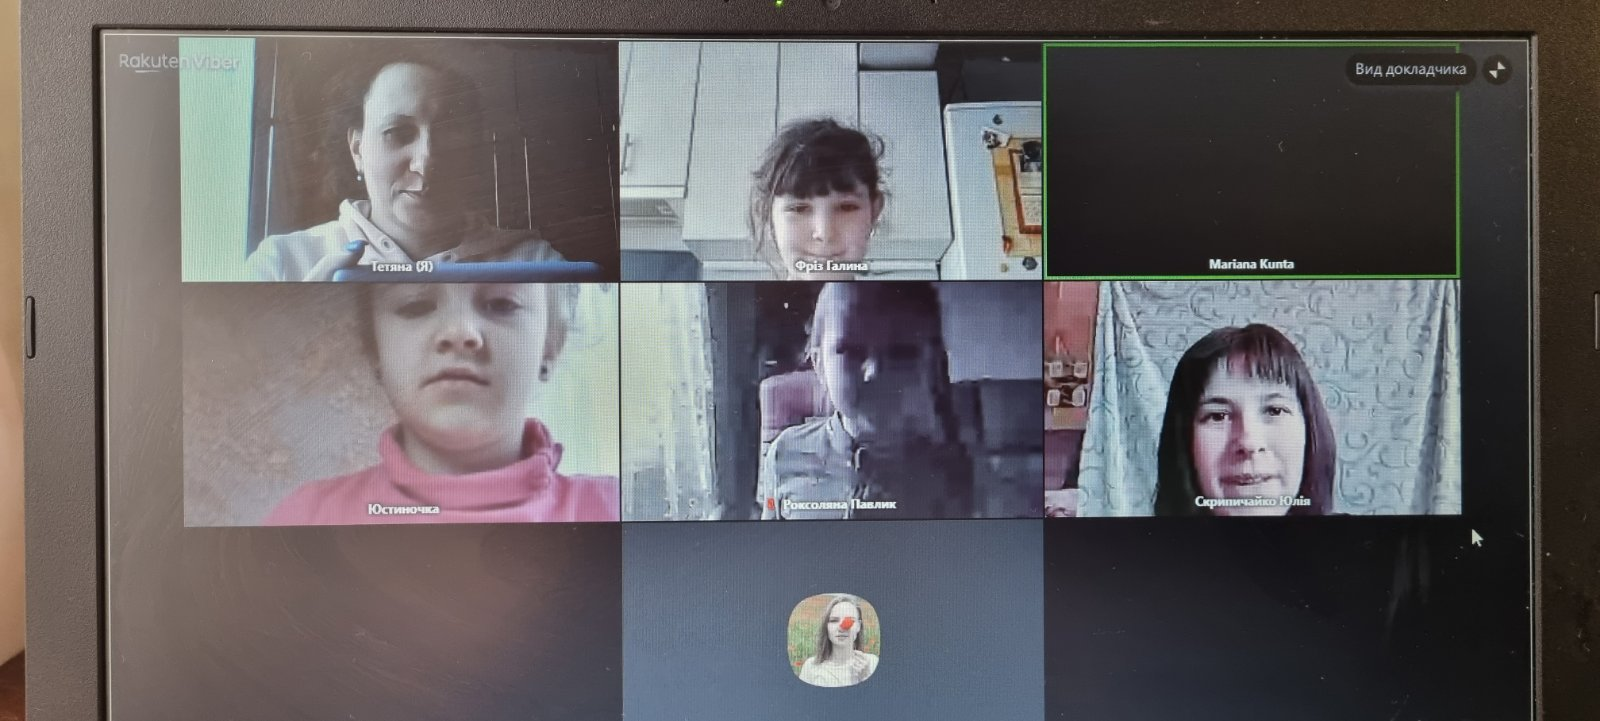 Rakuten Viber
Вид докладчика
Тетяна (Я)
Фріз Галина
Mariana Kunta
Юстиночка
Роксоляна Павлик
Скрипичайко Юлія